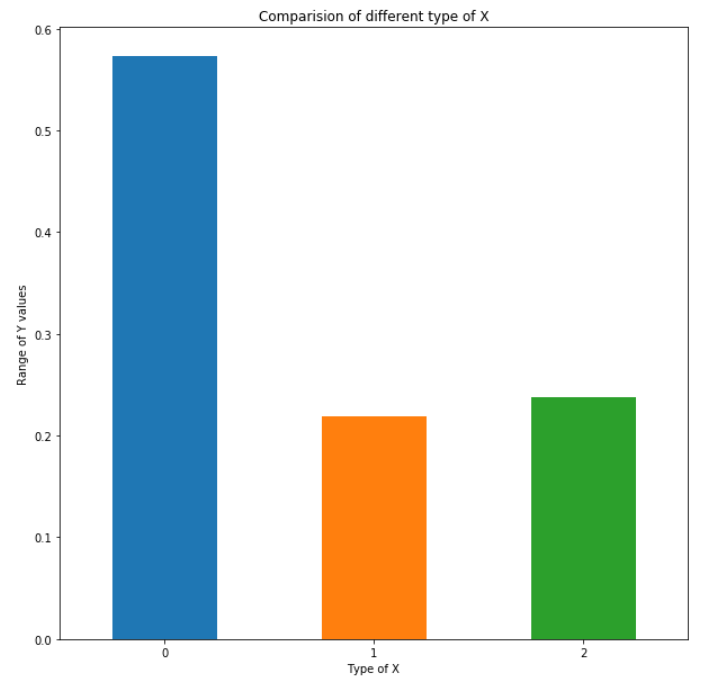 Comparision of different type of X
0.6
0.5
0.4
0.3
0.2
0.1
0.0
Range of Y values
0 1 2
Type of X